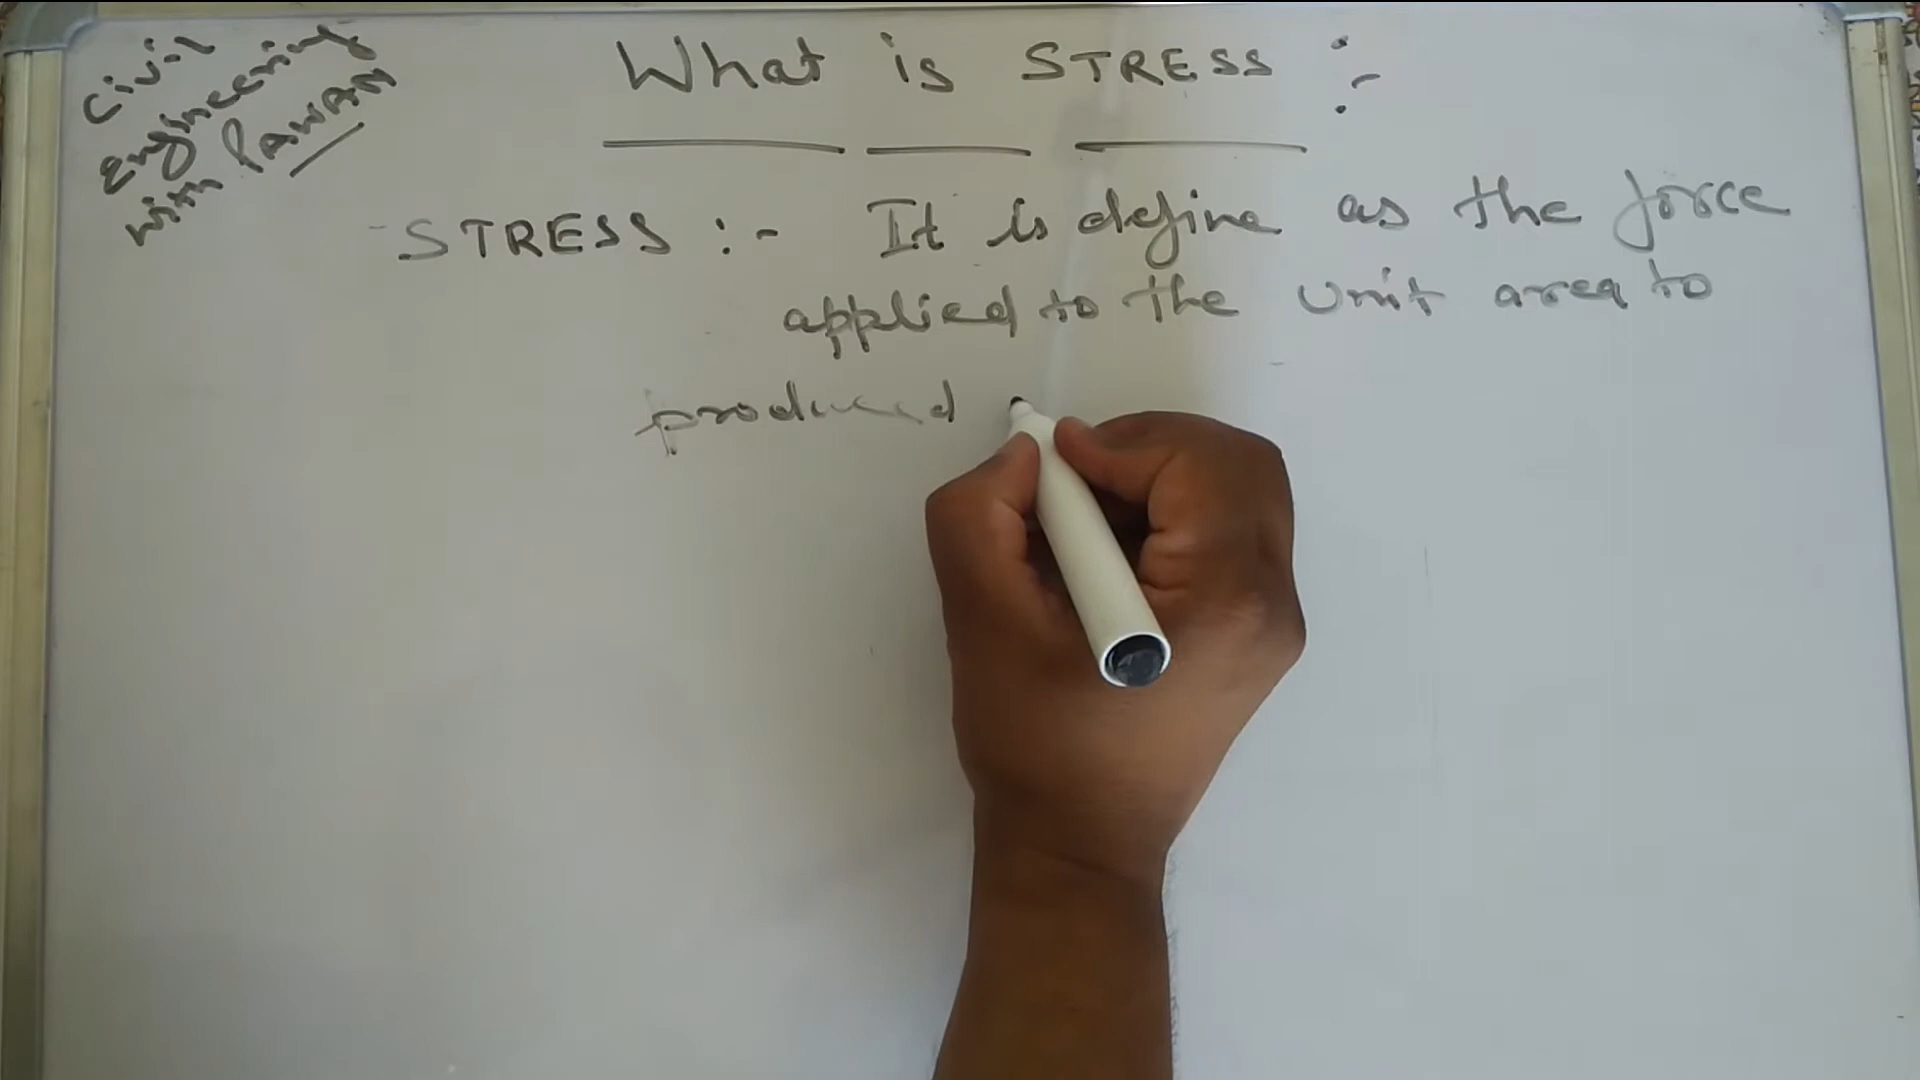 Civil
Engineering
with PAWAN
What is STRESS :-
STRESS :- It is define as the force
applied to the unit area to
produced